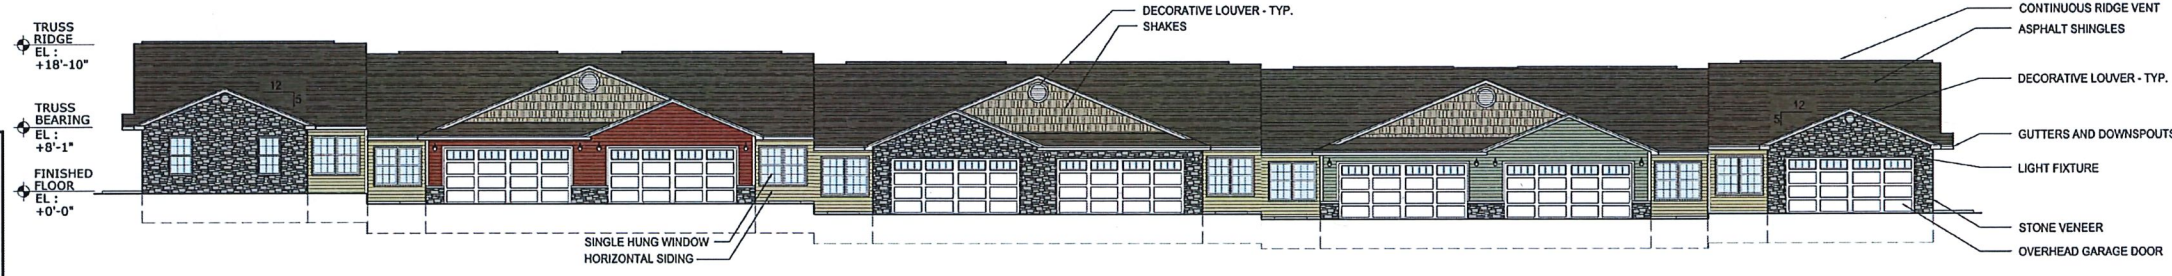 TRUSS
RIDGE
EL :
+18'-10"
TRUSS
BEARING
EL :
+8'-1"
FINISHED
FLOOR
EL :
+0'-0"
12
5
DECORATIVE LOUVER - TYP.
SHAKES
SINGLE HUNG WINDOW
HORIZONTAL SIDING
12
5
CONTINUOUS RIDGE VENT
ASPHALT SHINGLES
DECORATIVE LOUVER - TYP.
GUTTERS AND DOWNSPOUTS
LIGHT FIXTURE
STONE VENEER
OVERHEAD GARAGE DOOR